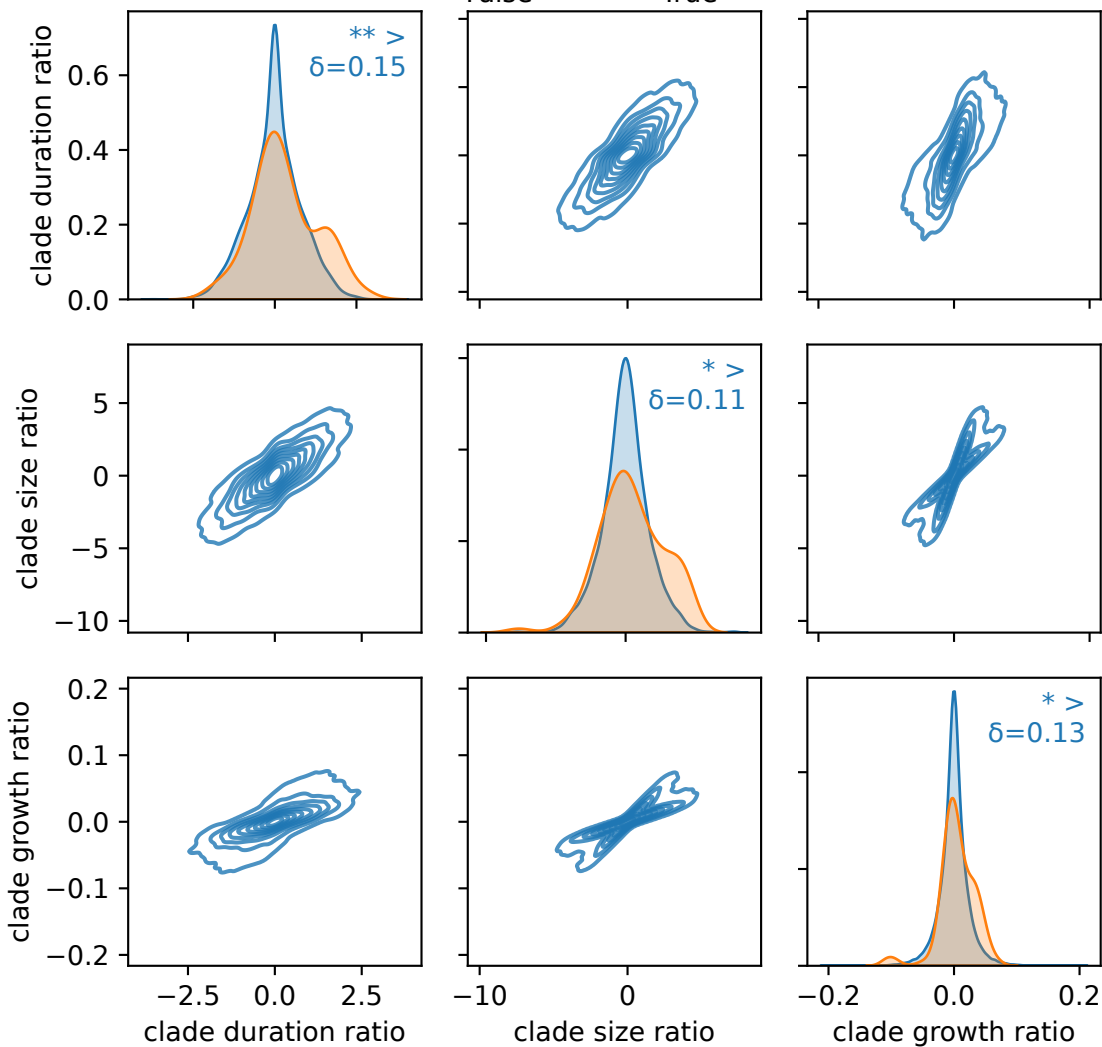 False True
clade duration ratio
0.6
0.4
0.2
0.0
** >
δ=0.15
clade size ratio
5
0
−5
−10
* >
δ=0.11
clade growth ratio
0.2
0.1
0.0
−0.1
−0.2
* >
δ=0.13
−2.5 0.0 2.5
−10 0
−0.2 0.0 0.2
clade duration ratio
clade size ratio
clade growth ratio